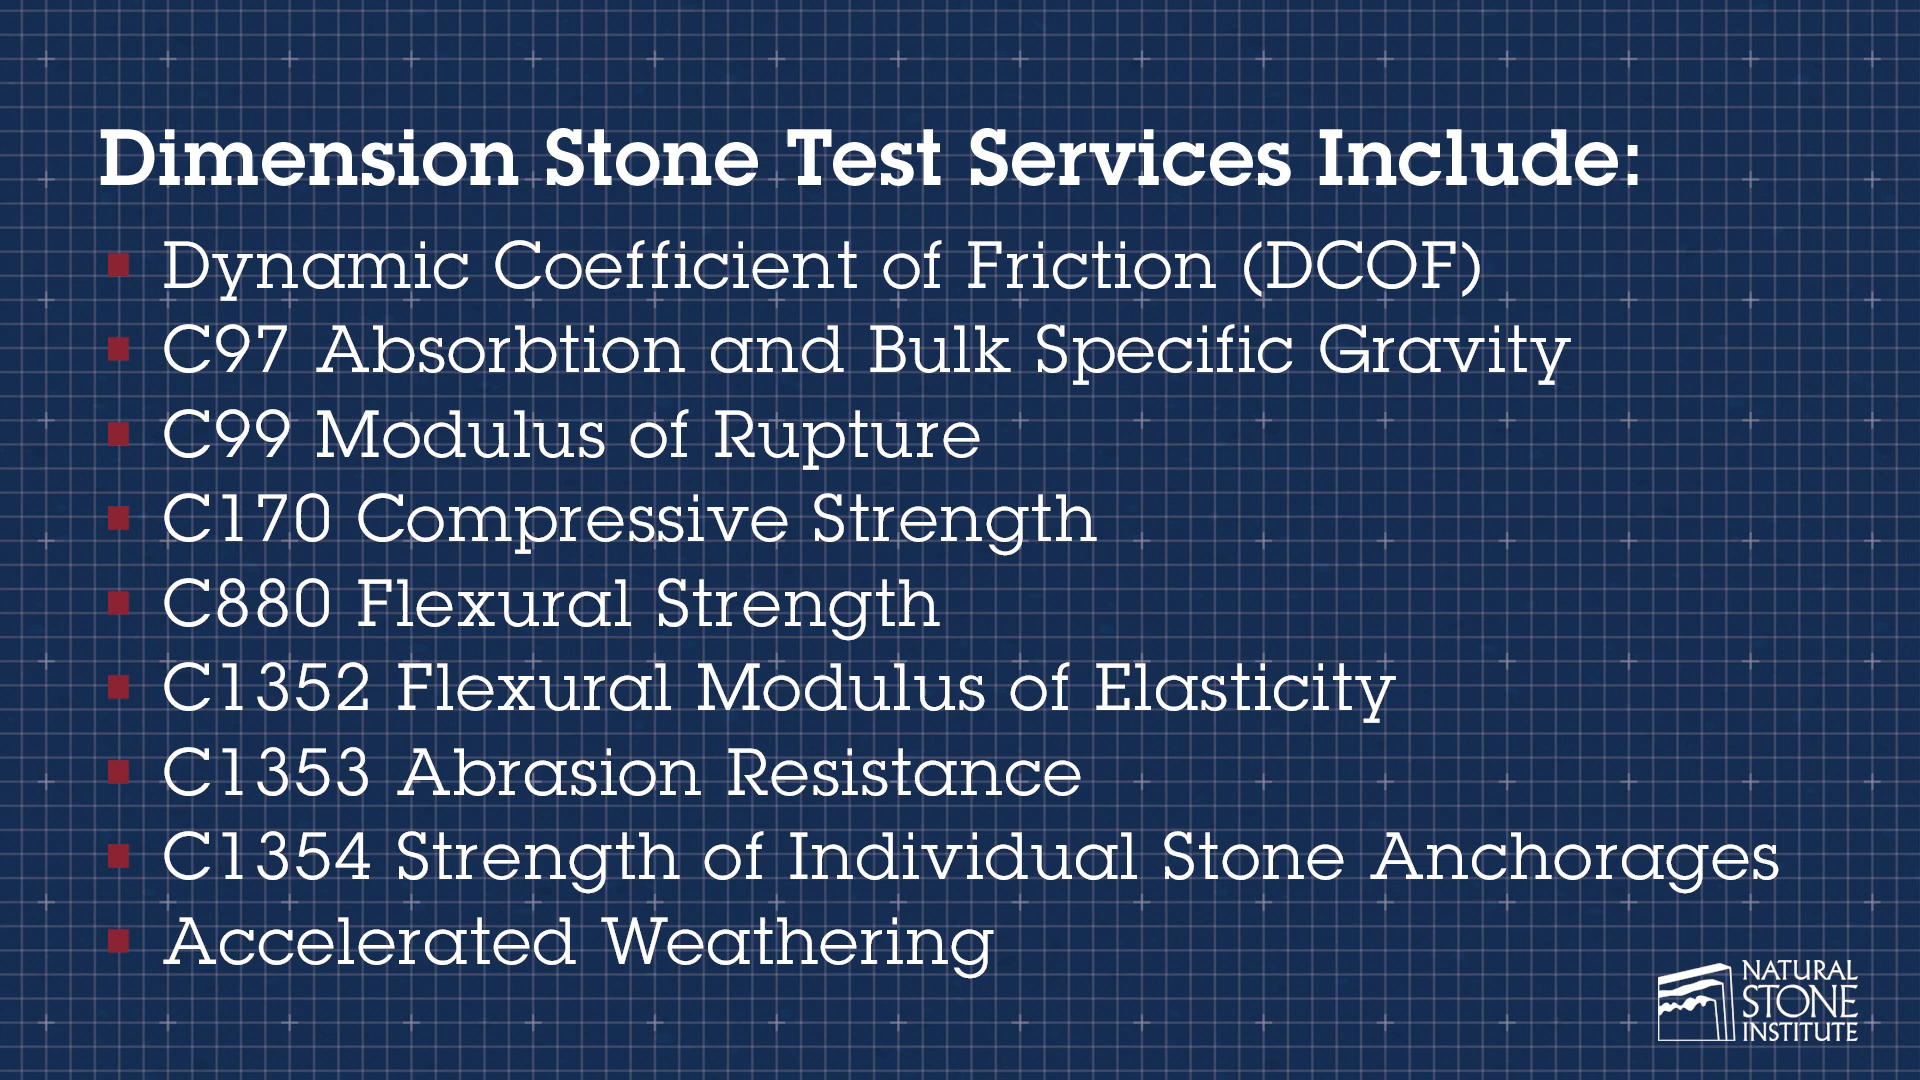 Dimension Stone Test Services Include:
Dynamic Coefficient of Friction (DCOF)
C97 Absorbtion and Bulk Specific Gravity
C99 Modulus of Rupture
C170 Compressive Strength
C880 Flexural Strength
C1352 Flexural Modulus of Elasticity
C1353 Abrasion Resistance
C1354 Strength of Individual Stone Anchorages
Accelerated Weathering
NATURAL
STONE
INSTITUTE